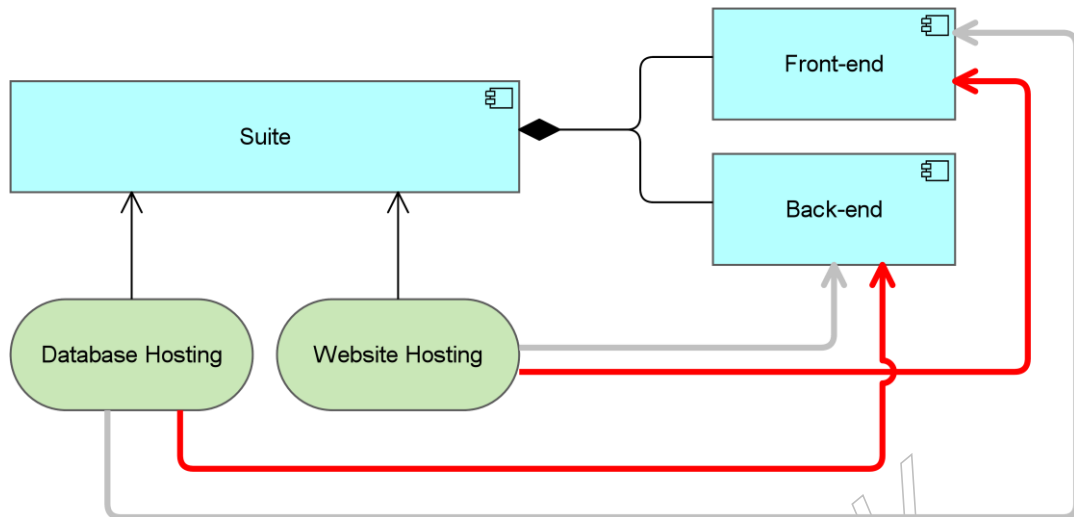 Front-end
Suite
Back-end
Database Hosting
Website Hosting